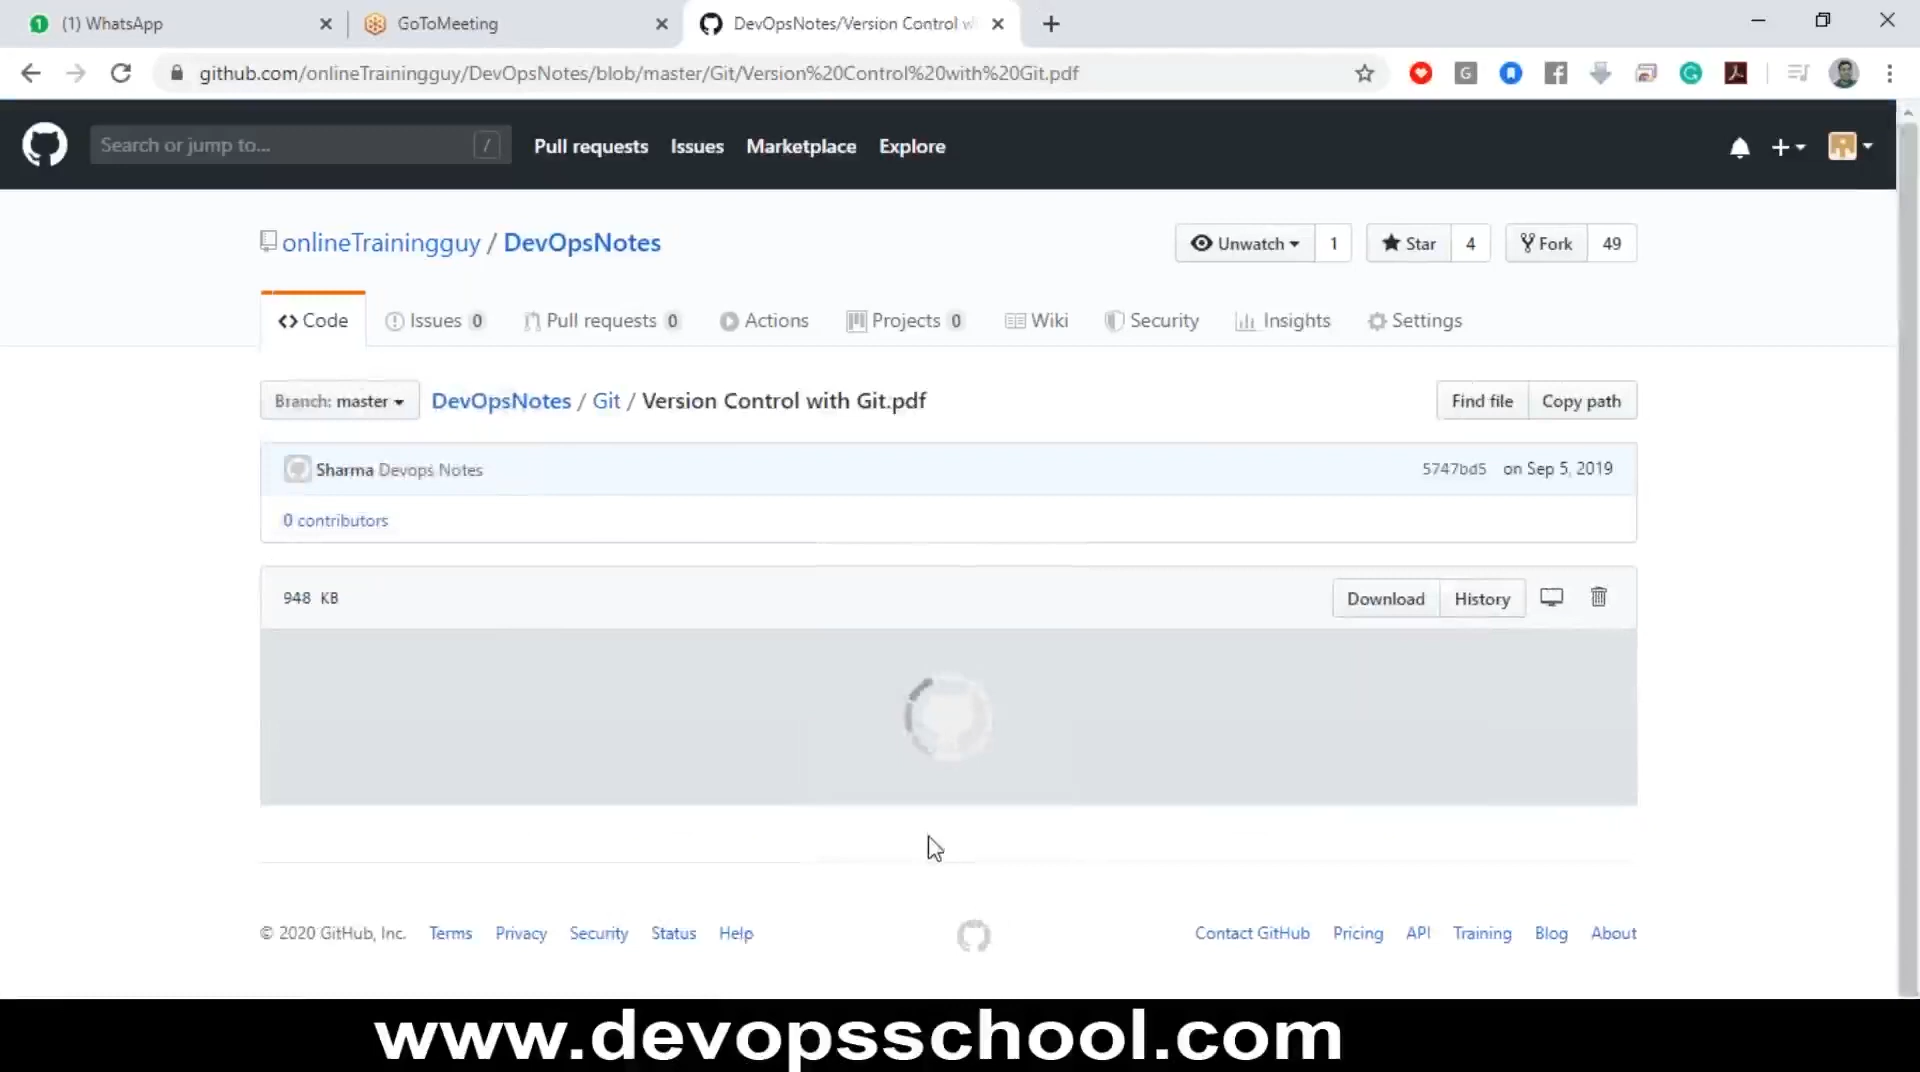 1 (1) WhatsApp GoToMeeting DevOpsNotes/Version Control w
github.com/onlineTrainingguy/DevOpsNotes/blob/master/Git/Version%20Control%20with%20Git.pdf G
Search or jump to... / Pull requests Issues Marketplace Explore
onlineTrainingguy / DevOpsNotes Unwatch 1 Star 4 Fork 49
Code Issues 0 Pull requests 0 Actions Projects 0 Wiki Security Insights Settings
Branch: master DevOpsNotes / Git / Version Control with Git.pdf Find file Copy path
Sharma Devops Notes 5747bd5 on Sep 5, 2019
0 contributors
948 KB Download History
© 2020 GitHub, Inc. Terms Privacy Security Status Help Contact GitHub Pricing API Training Blog About
www.devopsschool.com